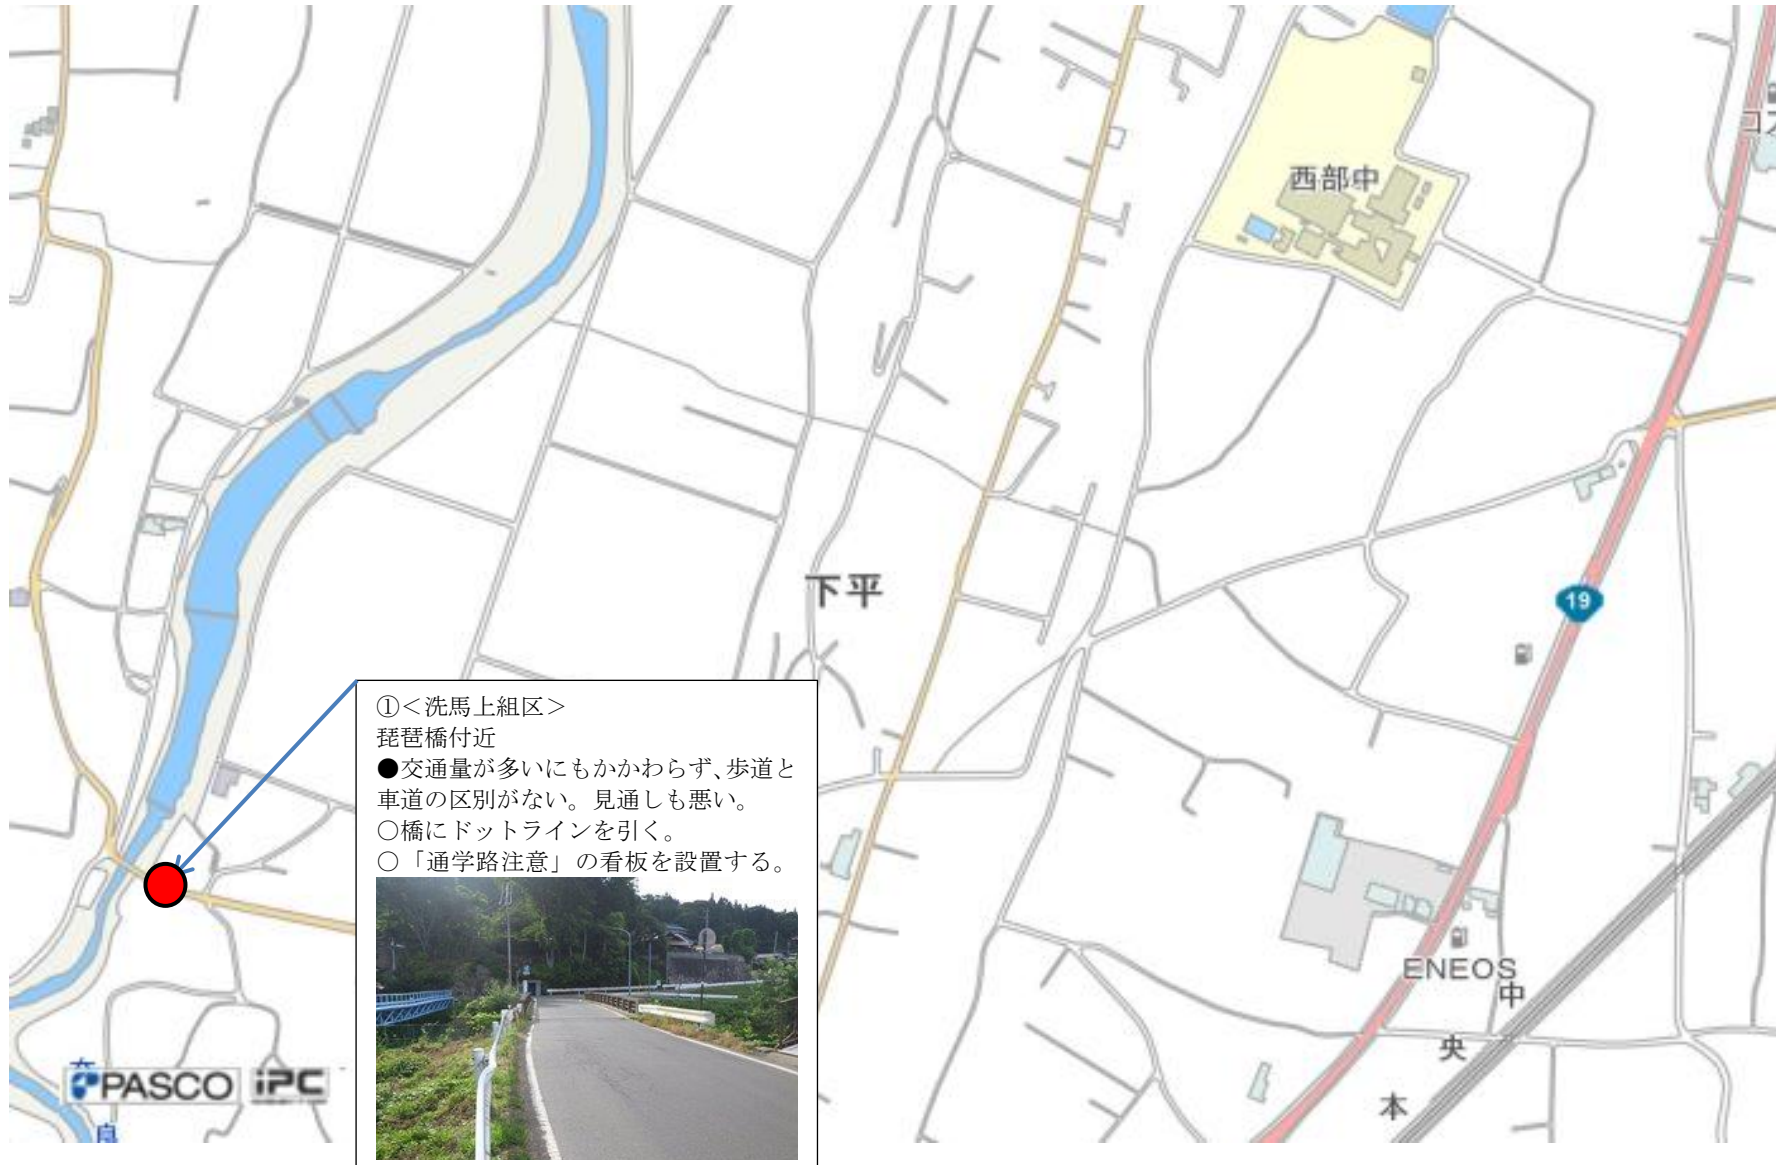 西部中
コス
下平
19
①<洗馬上組区>
琵琶橋付近
●交通量が多いにもかかわらず、歩道と
車道の区別がない。見通しも悪い。
○橋にドットラインを引く。
○「通学路注意」の看板を設置する。
ENEOS
中
央
本
PASCO iPC